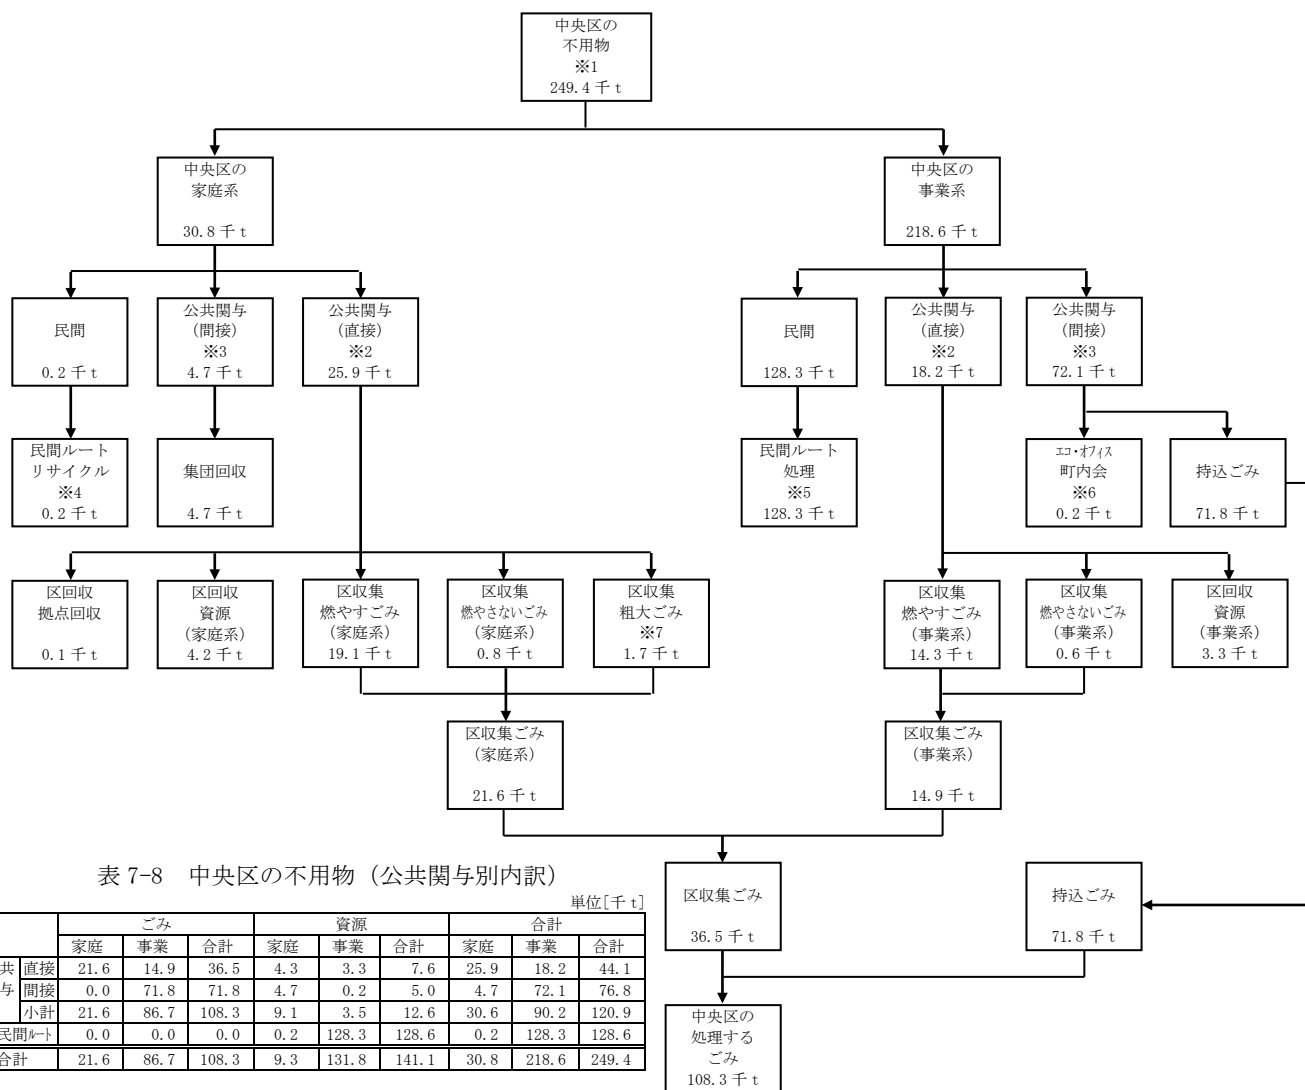 中央区の
不用物
※1
249.4千t
中央区の
家庭系
30.8千t
中央区の
事業系
218.6千t
民間
0.2千t
公共関与
(間接)
※3
4.7千t
公共関与
(直接)
※2
25.9千t
民間
128.3千t
公共関与
(直接)
※2
18.2千t
公共関与
(間接)
※3
72.1千t
民間ルート
リサイクル
※4
0.2千t
集団回収
4.7千t
民間ルート
処理
※5
128.3千t
エコ・オフィス
町内会
※6
0.2千t
持込ごみ
71.8千t
区回収
拠点回収
0.1千t
区回収
資源
(家庭系)
4.2千t
区収集
燃やすごみ
(家庭系)
19.1千t
区収集
燃やさないごみ
(家庭系)
0.8千t
区収集
粗大ごみ
※7
1.7千t
区収集
燃やすごみ
(事業系)
14.3千t
区収集
燃やさないごみ
(事業系)
0.6千t
区回収
資源
(事業系)
3.3千t
区収集ごみ
(家庭系)
21.6千t
区収集ごみ
(事業系)
14.9千t
区収集ごみ
36.5千t
持込ごみ
71.8千t
中央区の
処理する
ごみ
108.3千t
表 7-8 中央区の不用物（公共関与別内訳）
単位[千t]
ごみ 資源 合計
家庭 事業 合計 家庭 事業 合計 家庭 事業 合計
共 直接 21.6 14.9 36.5 4.3 3.3 7.6 25.9 18.2 44.1
与 間接 0.0 71.8 71.8 4.7 0.2 5.0 4.7 72.1 76.8
小計 21.6 86.7 108.3 9.1 3.5 12.6 30.6 90.2 120.9
民間ルート 0.0 0.0 0.0 0.2 128.3 128.6 0.2 128.3 128.6
合計 21.6 86.7 108.3 9.3 131.8 141.1 30.8 218.6 249.4